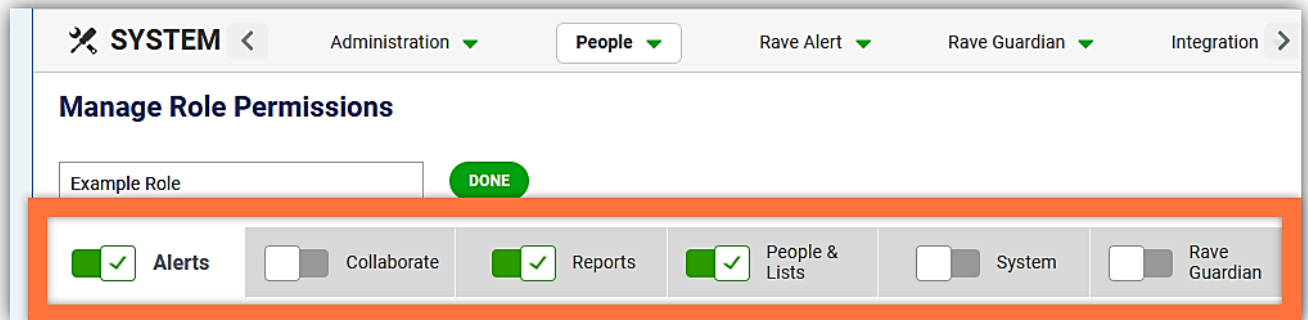 SYSTEM Administration People Rave Alert Rave Guardian Integration
Manage Role Permissions
Example Role DONE
Alerts Collaborate Reports People & System Rave
Lists Guardian